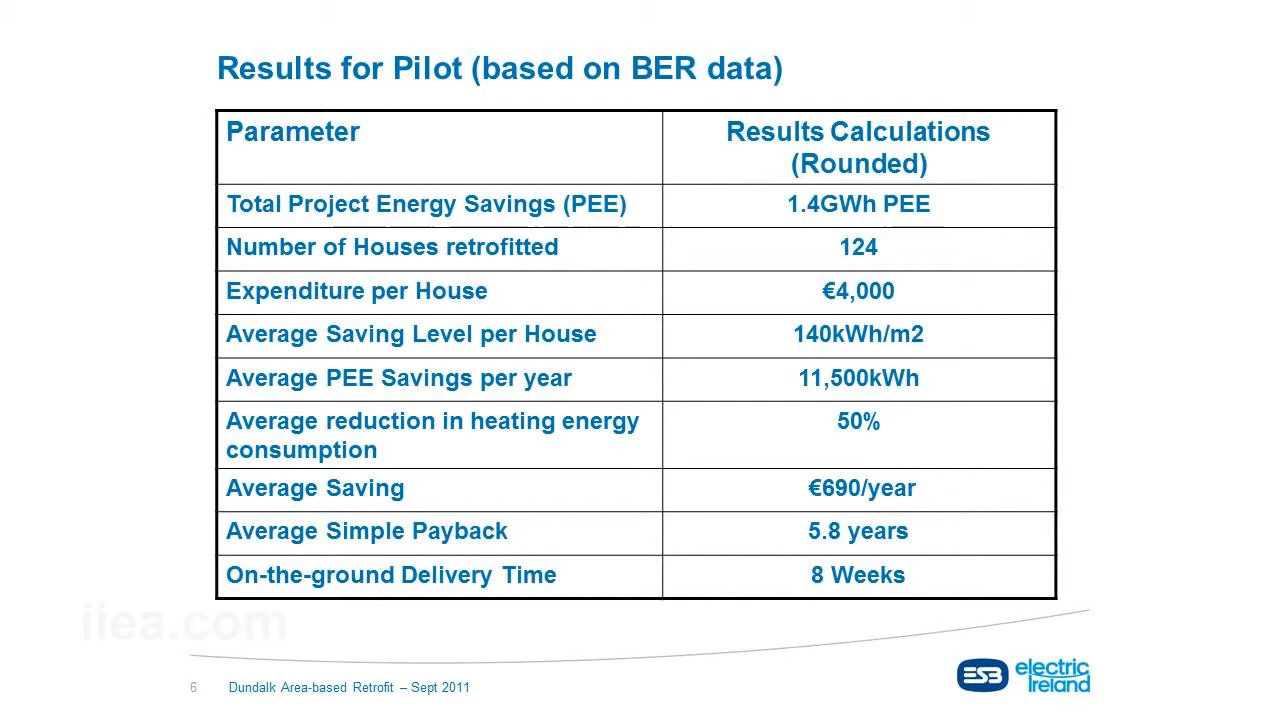 Results for Pilot (based on BER data)
Parameter
Results Calculations
(Rounded)
Total Project Energy Savings (PEE)
1.4GWh PEE
Number of Houses retrofitted
124
Expenditure per House
€4,000
Average Saving Level per House
140kWh/m2
Average PEE Savings per year
11,500kWh
Average reduction in heating energy
consumption
50%
Average Saving
€690/year
Average Simple Payback
5.8 years
On-the-ground Delivery Time
8 Weeks
iiea.com
6
Dundalk Area-based Retrofit – Sept 2011
ESB
electric
Ireland